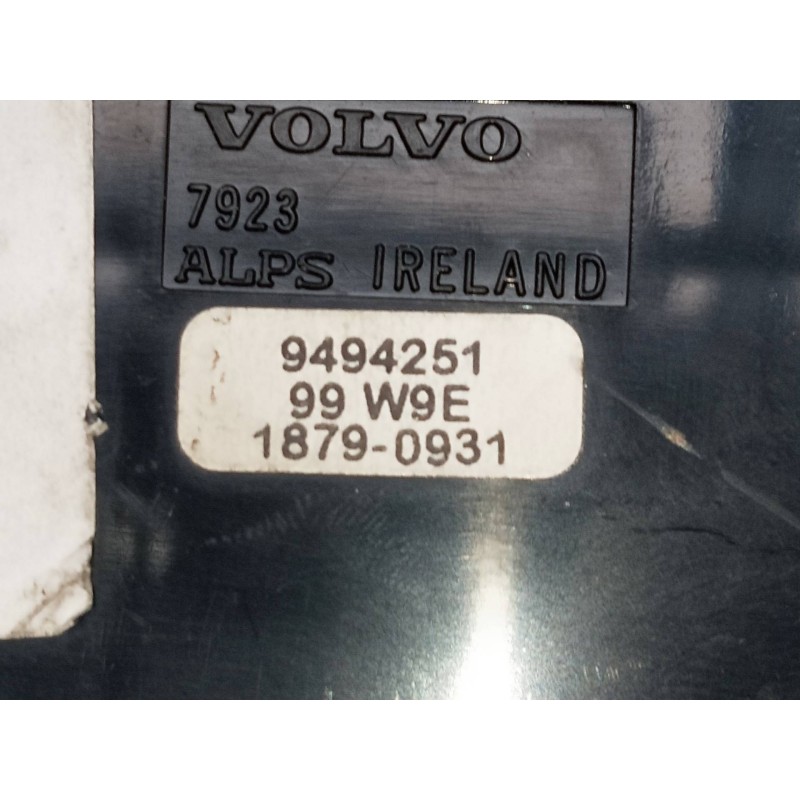 VOLVO
7923
ALPS IRELAND
9494251
99 W9E
1879-0931